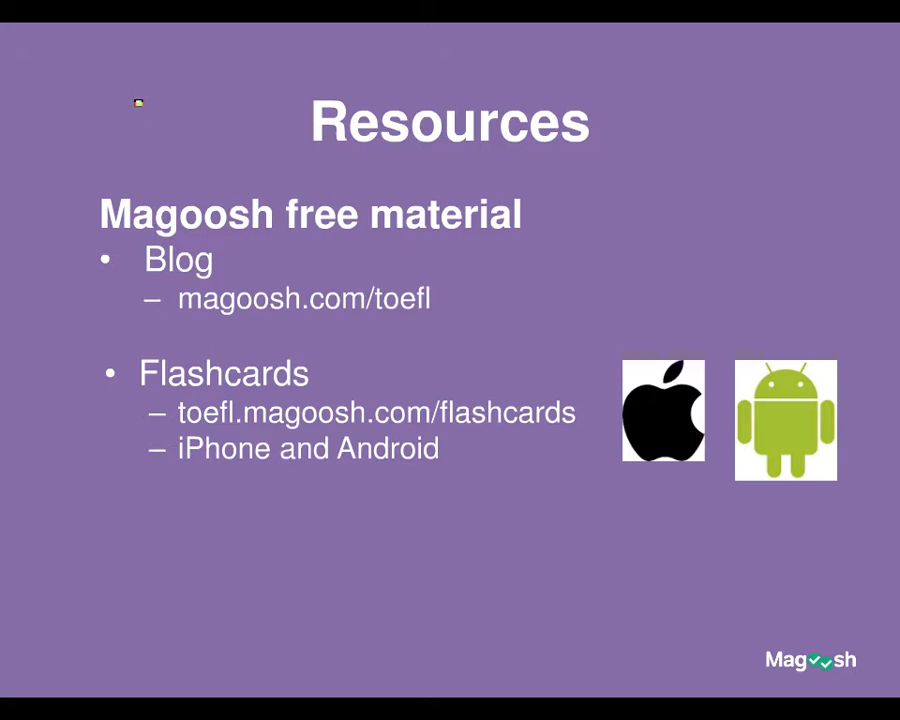 Resources
Magoosh free material
• Blog
– magoosh.com/toefl
• Flashcards
– toefl.magoosh.com/flashcards
– iPhone and Android
Magoosh